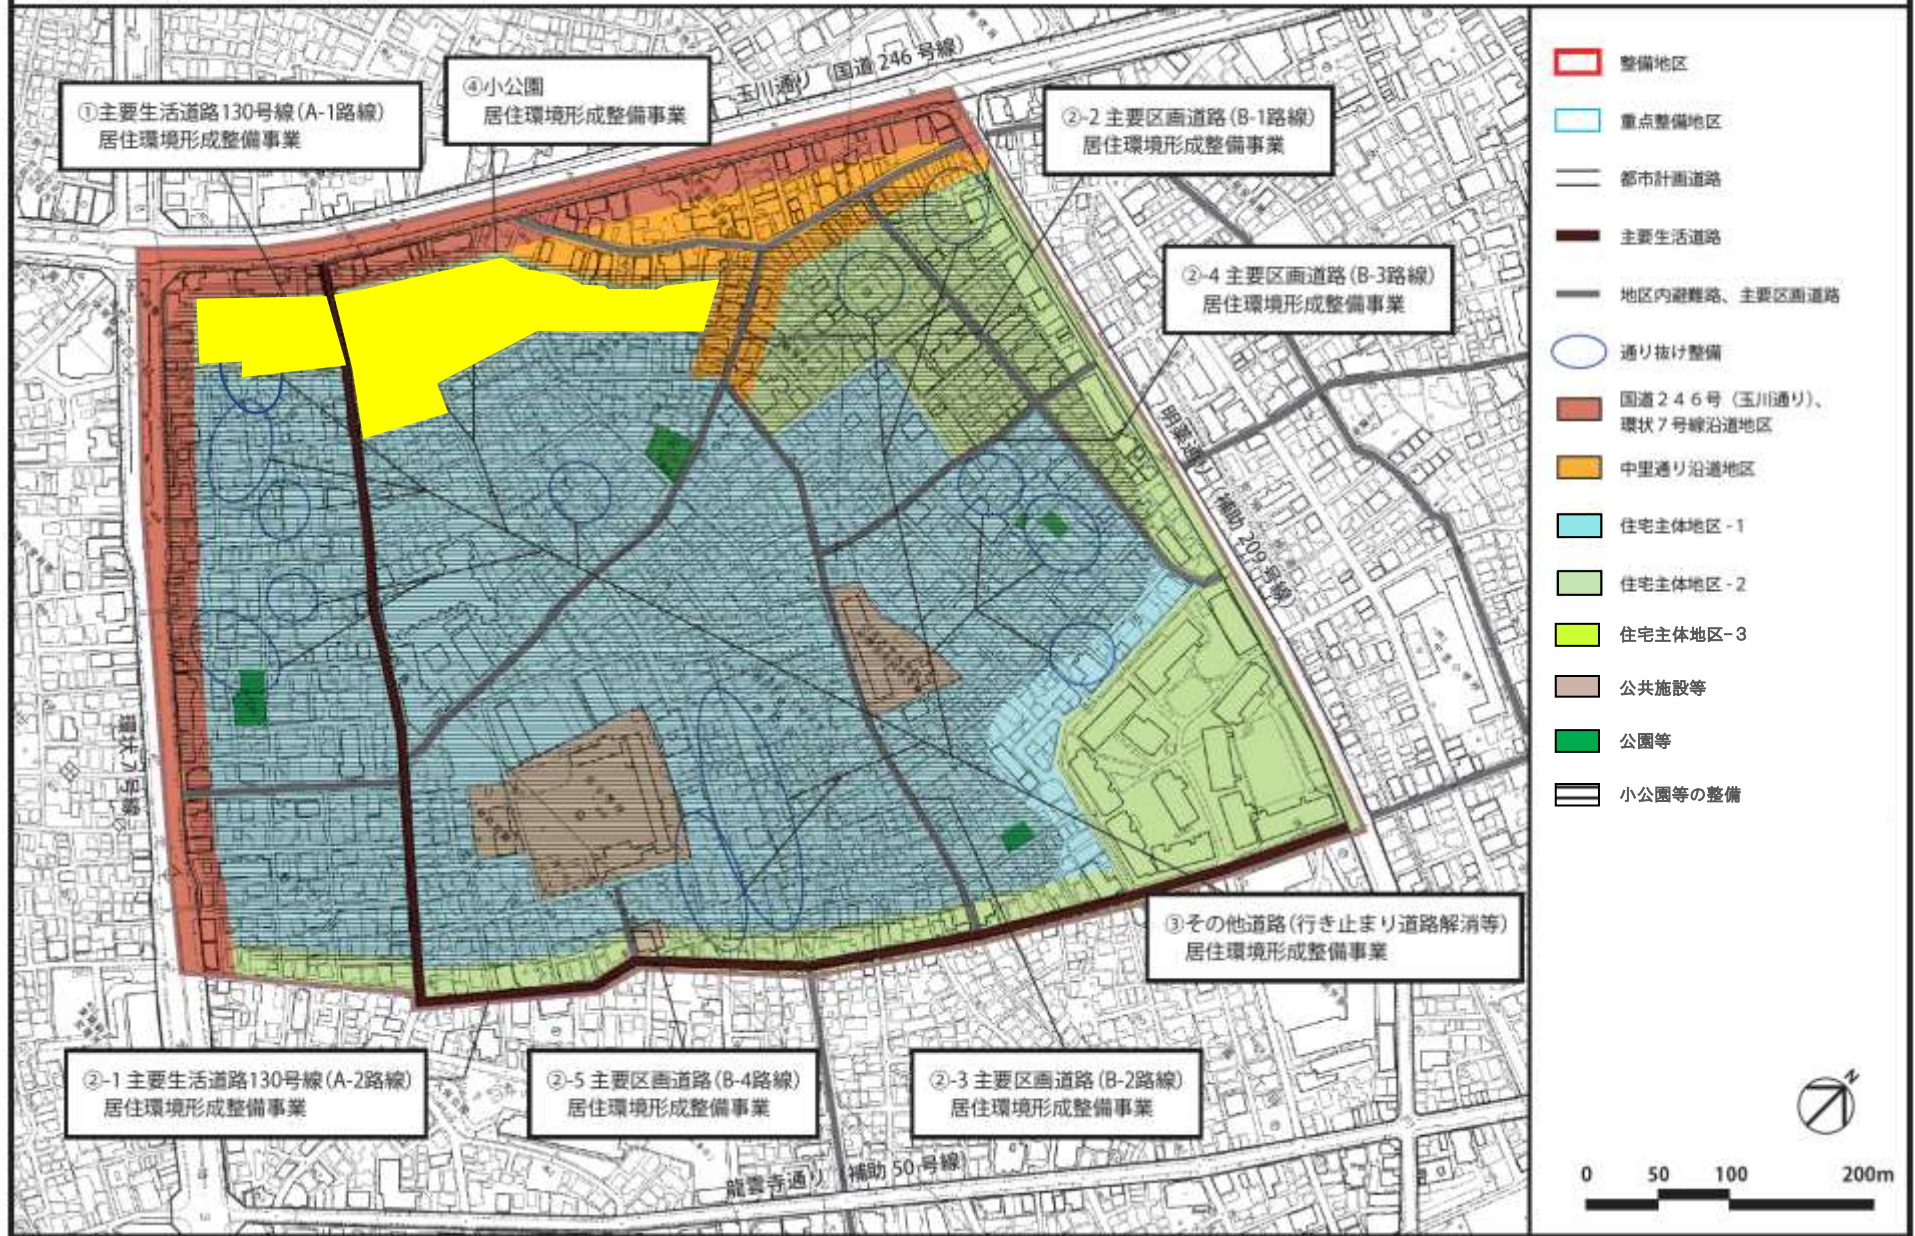 ①主要生活道路130号線(A-1路線)
居住環境形成整備事業
④小公園
居住環境形成整備事業
玉川通り (国道246号線)
②-2 主要区画道路(B-1路線)
居住環境形成整備事業
②-4 主要区画道路(B-3路線)
居住環境形成整備事業
明薬通り (補助209号線)
環状7号線
③その他道路(行き止まり道路解消等)
居住環境形成整備事業
②-1 主要生活道路130号線(A-2路線)
居住環境形成整備事業
②-5 主要区画道路(B-4路線)
居住環境形成整備事業
②-3 主要区画道路(B-2路線)
居住環境形成整備事業
龍雲寺通り (補助50号線)
整備地区
重点整備地区
都市計画道路
主要生活道路
地区内避難路、主要区画道路
通り抜け整備
国道246号(玉川通り)、
環状7号線沿道地区
中里通り沿道地区
住宅主体地区-1
住宅主体地区-2
住宅主体地区-3
公共施設等
公園等
小公園等の整備
N
0 50 100 200m